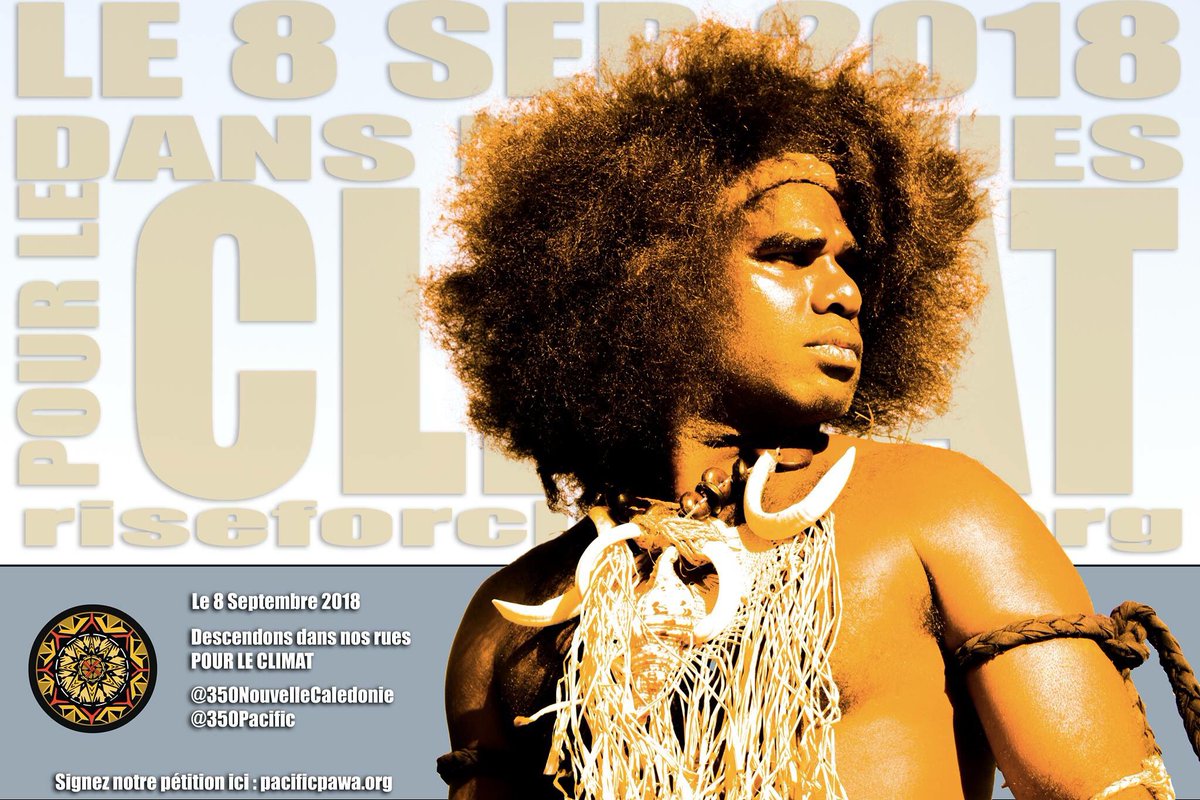 LE 8 SEP 2018
DANS
POUR LE
riseforc
Le 8 Septembre 2018
Descendons dans nos rues
POUR LE CLIMAT
@350NouvelleCaledonie
@350Pacific
Signez notre pétition ici : pacificpawa.org